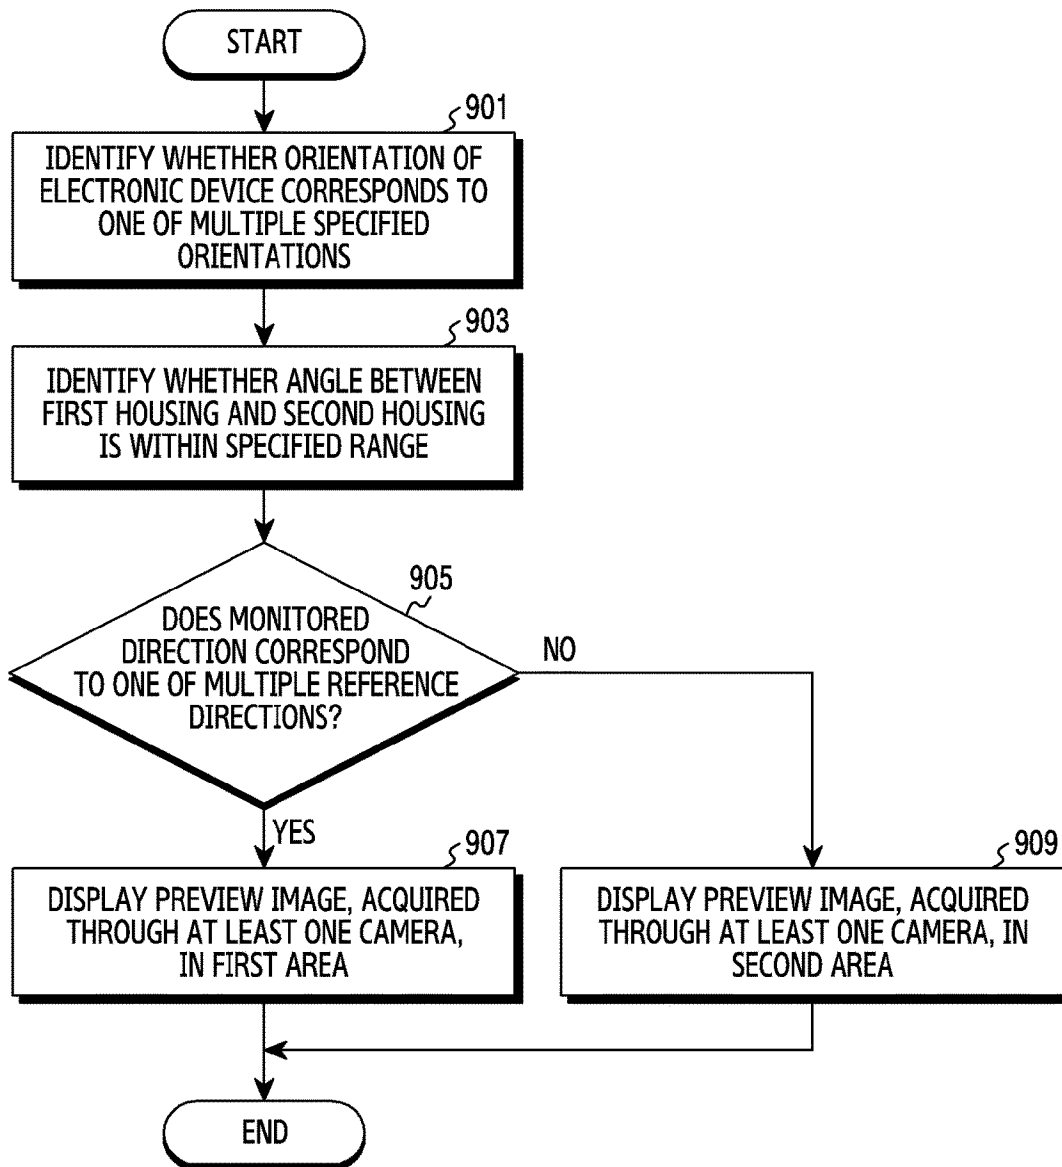 START
901
IDENTIFY WHETHER ORIENTATION OF
ELECTRONIC DEVICE CORRESPONDS TO
ONE OF MULTIPLE SPECIFIED
ORIENTATIONS
903
IDENTIFY WHETHER ANGLE BETWEEN
FIRST HOUSING AND SECOND HOUSING
IS WITHIN SPECIFIED RANGE
905
DOES MONITORED
DIRECTION CORRESPOND
TO ONE OF MULTIPLE REFERENCE
DIRECTIONS?
NO
YES
907
DISPLAY PREVIEW IMAGE, ACQUIRED
THROUGH AT LEAST ONE CAMERA,
IN FIRST AREA
909
DISPLAY PREVIEW IMAGE, ACQUIRED
THROUGH AT LEAST ONE CAMERA, IN
SECOND AREA
END